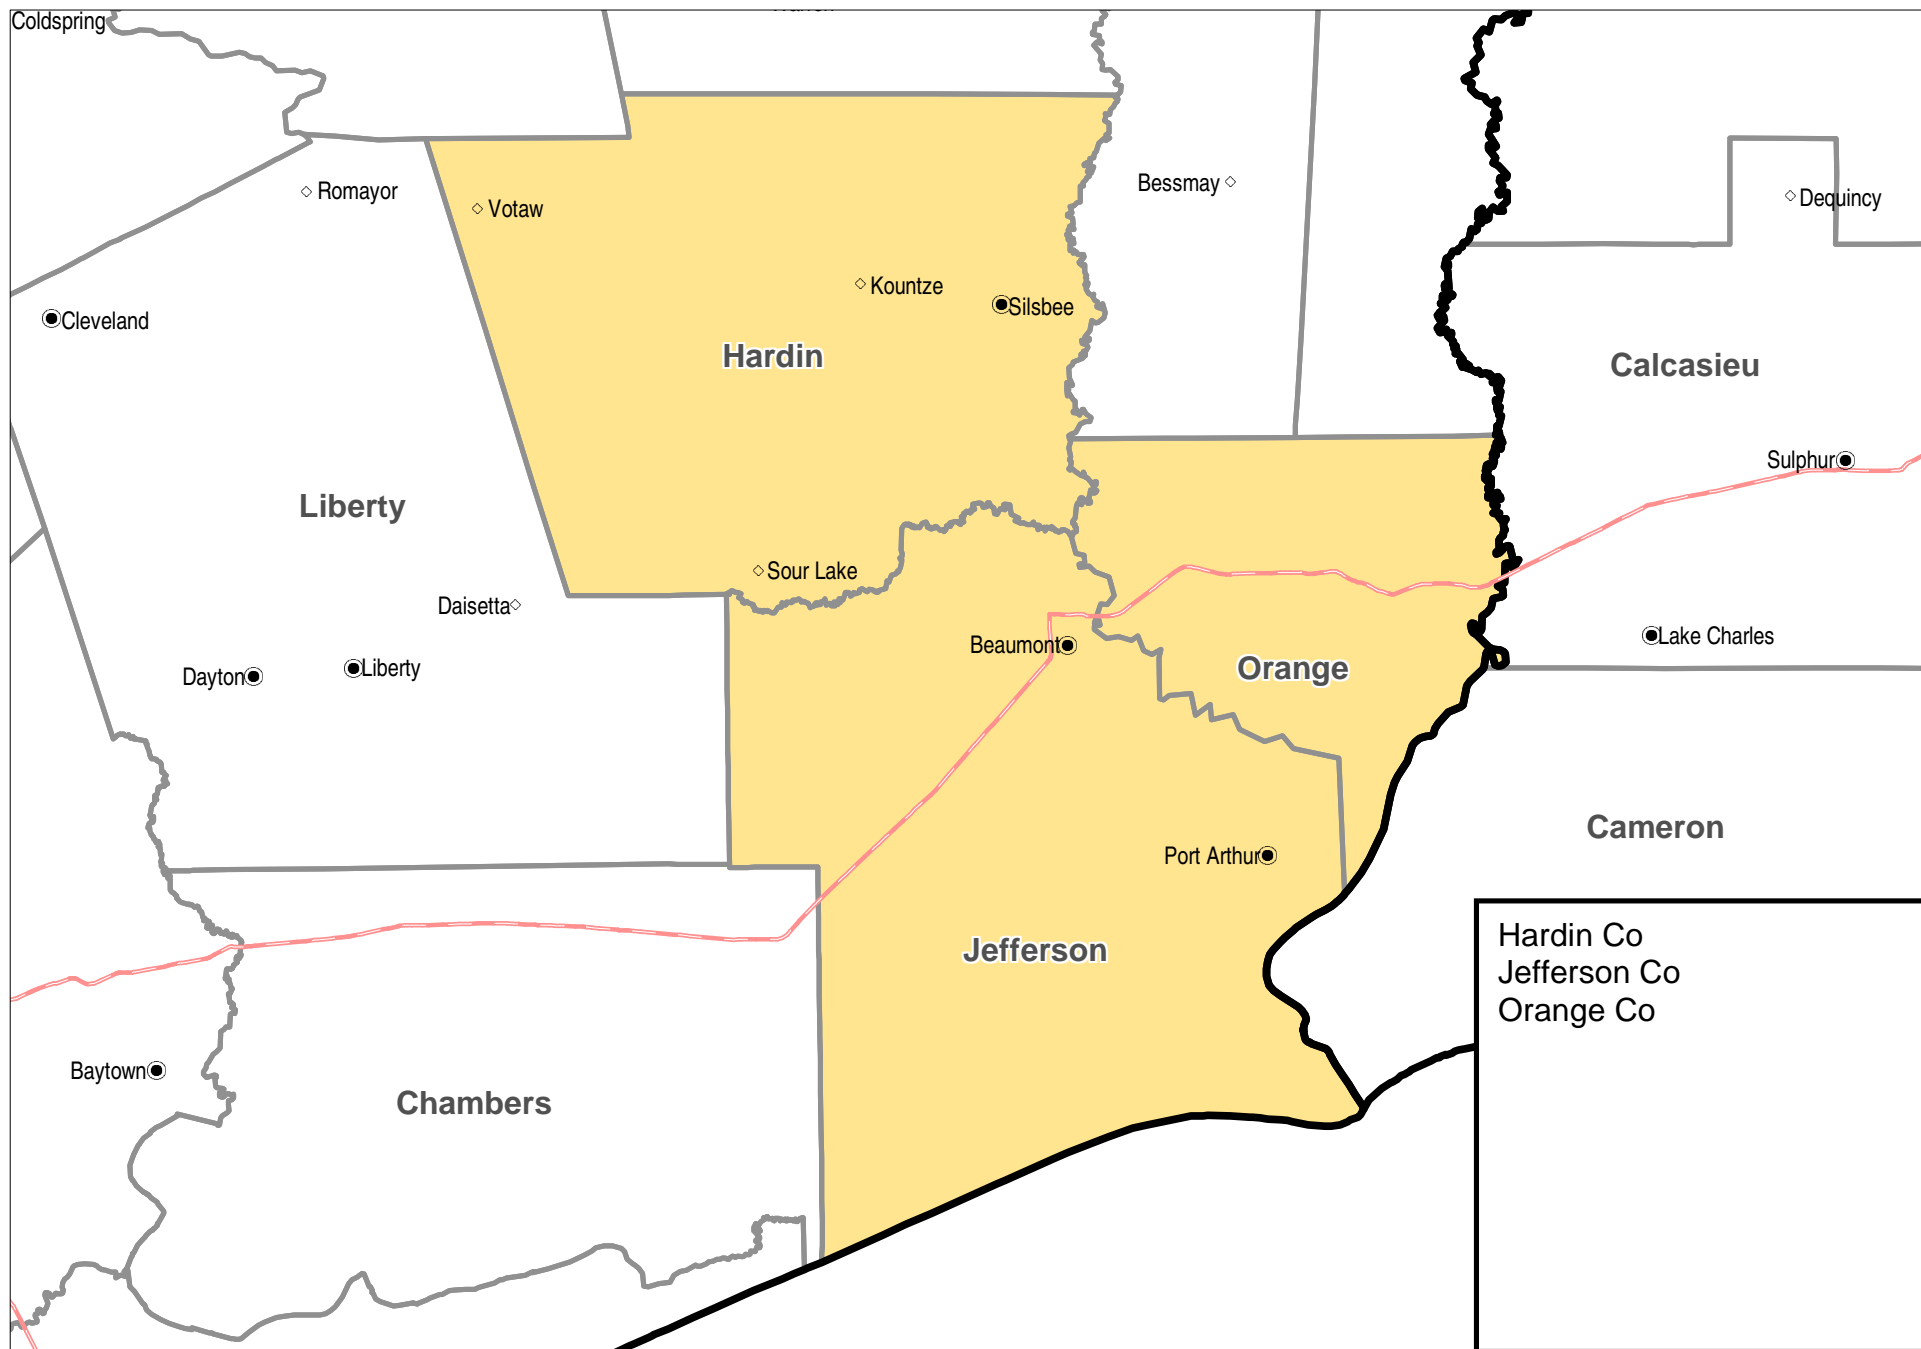 Coldspring
Romayor
Votaw
Bessmay
Dequincy
Kountze
Silsbee
Cleveland
Hardin
Calcasieu
Sulphur
Liberty
Sour Lake
Daisetta
Beaumont
Lake Charles
Dayton
Liberty
Orange
Cameron
Port Arthur
Jefferson
Hardin Co
Jefferson Co
Orange Co
Baytown
Chambers